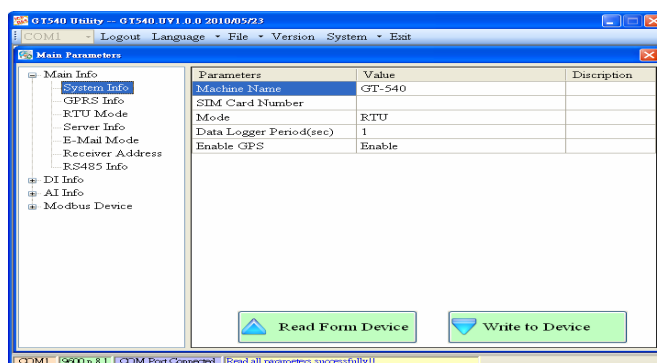 GT540 Utility -- GT540.UV1.0.0 2010/05/23
COM1 Logout Language File Version System Exit
Main Parameters
Main Info
System Info
GPRS Info
RTU Mode
Server Info
E-Mail Mode
Receiver Address
RS485 Info
DI Info
AI Info
Modbus Device
Parameters Value Discription
Machine Name GT-540
SIM Card Number
Mode RTU
Data Logger Period(sec) 1
Enable GPS Enable
Read Form Device Write to Device
COM1 9600,n,8,1 COM Port Connected Read all parameters successfully!!